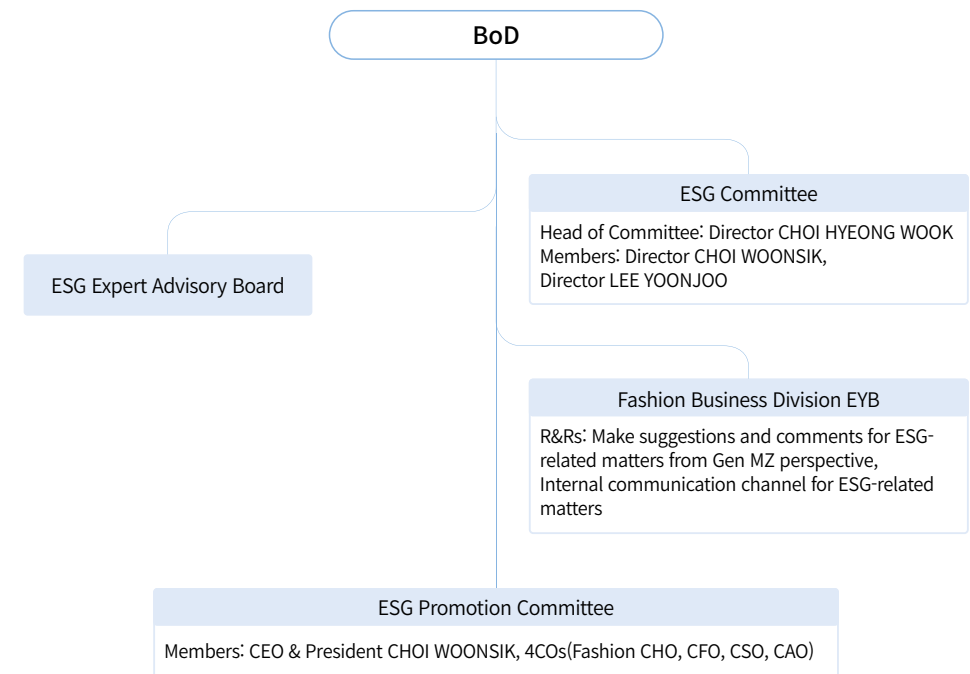 BoD
ESG Committee
Head of Committee: Director CHOI HYEONG WOOK
Members: Director CHOI WOONSIK,
Director LEE YOONJOO
ESG Expert Advisory Board
Fashion Business Division EYB
R&Rs: Make suggestions and comments for ESG-
related matters from Gen MZ perspective,
Internal communication channel for ESG-related
matters
ESG Promotion Committee
Members: CEO & President CHOI WOONSIK, 4COs(Fashion CHO, CFO, CSO, CAO)